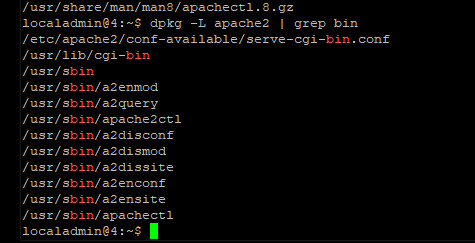 /usr/share/man/man8/apachectl.8.gz
localadmin@4:~$ dpkg -L apache2 | grep bin
/etc/apache2/conf-available/serve-cgi-bin.conf
/usr/lib/cgi-bin
/usr/sbin
/usr/sbin/a2enmod
/usr/sbin/a2query
/usr/sbin/apache2ctl
/usr/sbin/a2disconf
/usr/sbin/a2dismod
/usr/sbin/a2dissite
/usr/sbin/a2enconf
/usr/sbin/a2ensite
/usr/sbin/apachectl
localadmin@4:~$